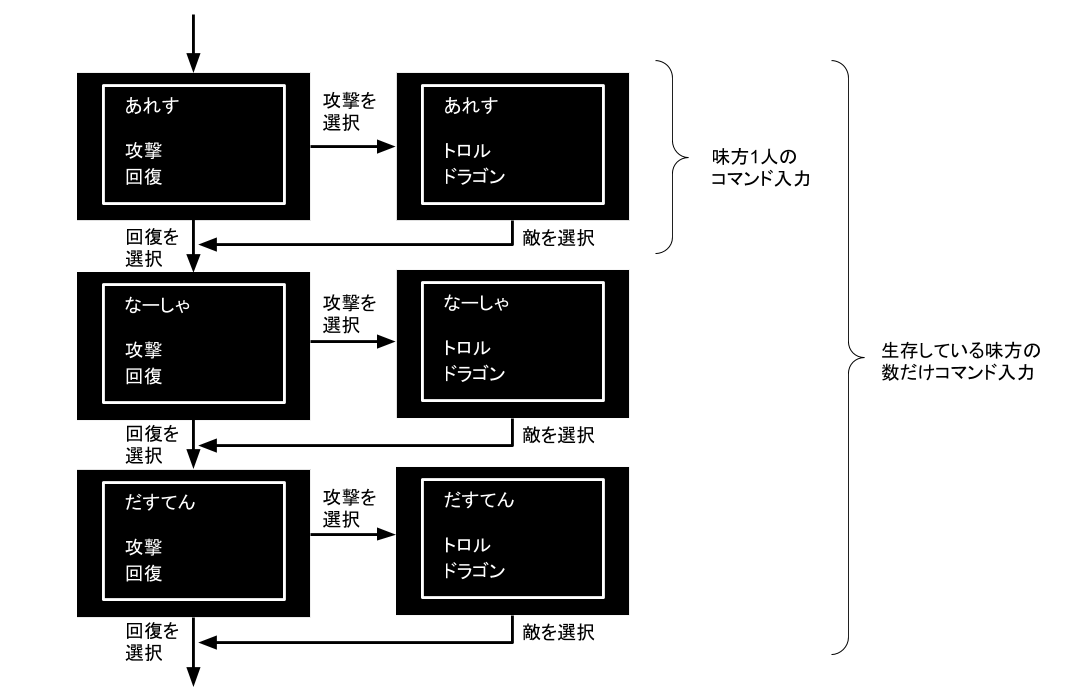 あれす
攻撃
回復
攻撃を
選択
あれす
トロル
ドラゴン
味方1人の
コマンド入力
回復を
選択
敵を選択
なーしゃ
攻撃
回復
攻撃を
選択
なーしゃ
トロル
ドラゴン
生存している味方の
数だけコマンド入力
回復を
選択
敵を選択
だすてん
攻撃
回復
攻撃を
選択
だすてん
トロル
ドラゴン
回復を
選択
敵を選択